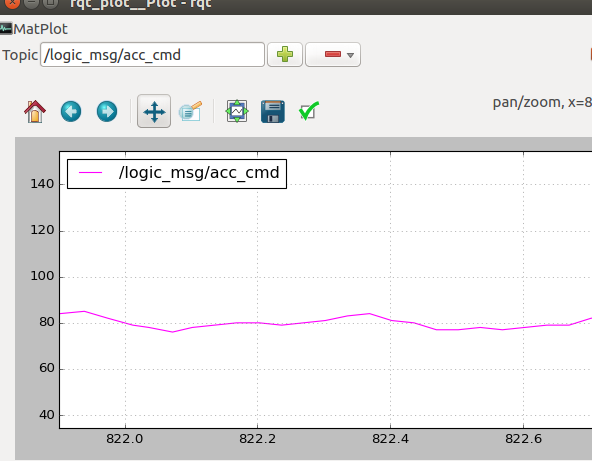 rqt_plot__Plot - rqt
MatPlot
Topic /logic_msg/acc_cmd
pan/zoom, x=8
/logic_msg/acc_cmd
140
120
100
80
60
40
822.0 822.2 822.4 822.6